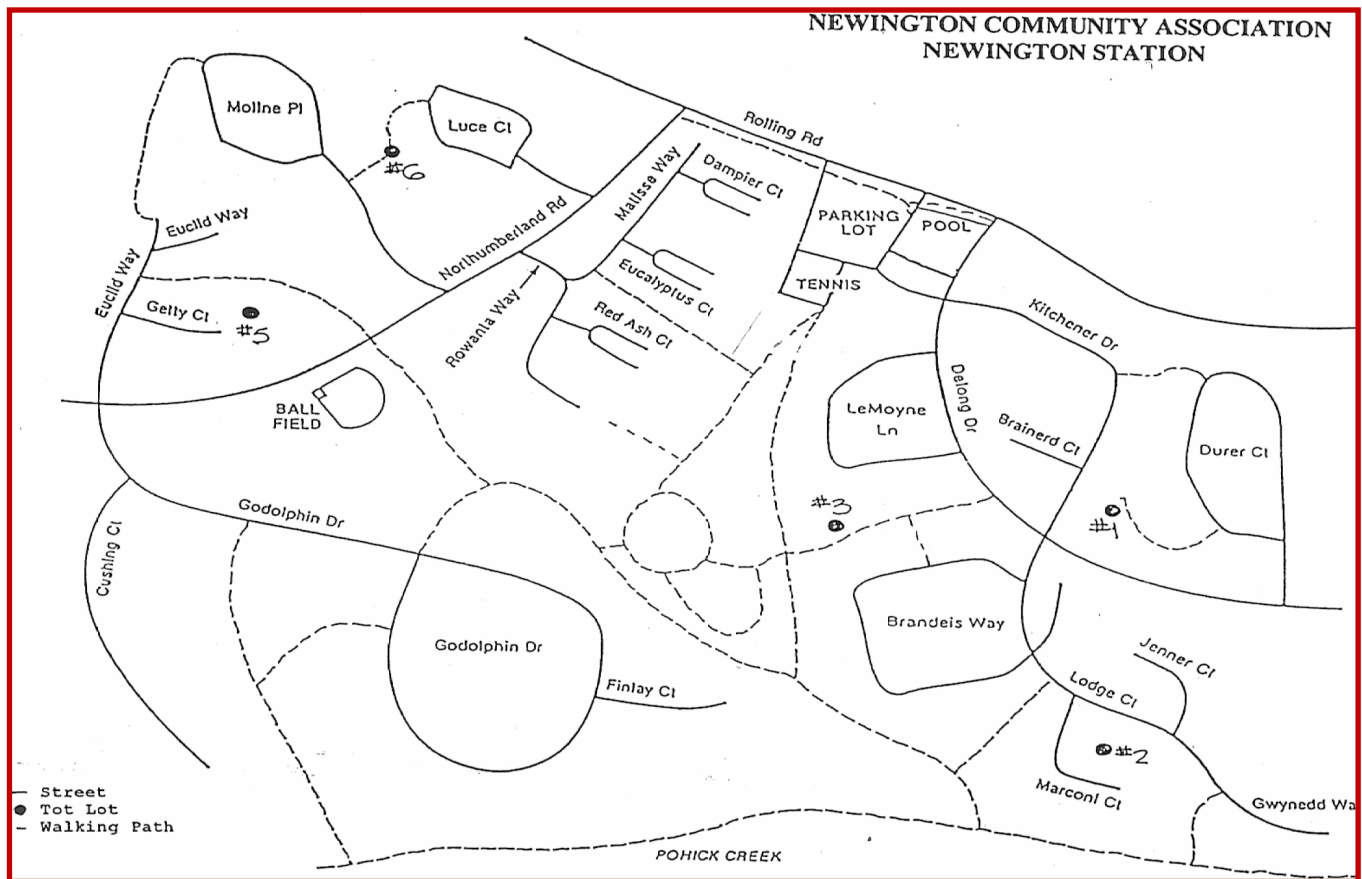 NEWINGTON COMMUNITY ASSOCIATION
NEWINGTON STATION
Rolling Rd
Moline Pl
Luce Ct
#6
Malisse Way
Dampier Ct
PARKING
LOT
POOL
Euclid Way
Northumberland Rd
Euclid Way
Eucalyptus Ct
TENNIS
Getty Ct
#5
Rowania Way
Red Ash Ct
Kitchener Dr
BALL
FIELD
LeMoyne
Ln
Delong Dr
Brainerd Ct
Durer Ct
#3
#1
Godolphin Dr
Cushing Ct
Brandeis Way
Godolphin Dr
Jenner Ct
Finlay Ct
Lodge Ct
#2
Marconi Ct
Gwynedd Wa
Street
Tot Lot
Walking Path
POHICK CREEK